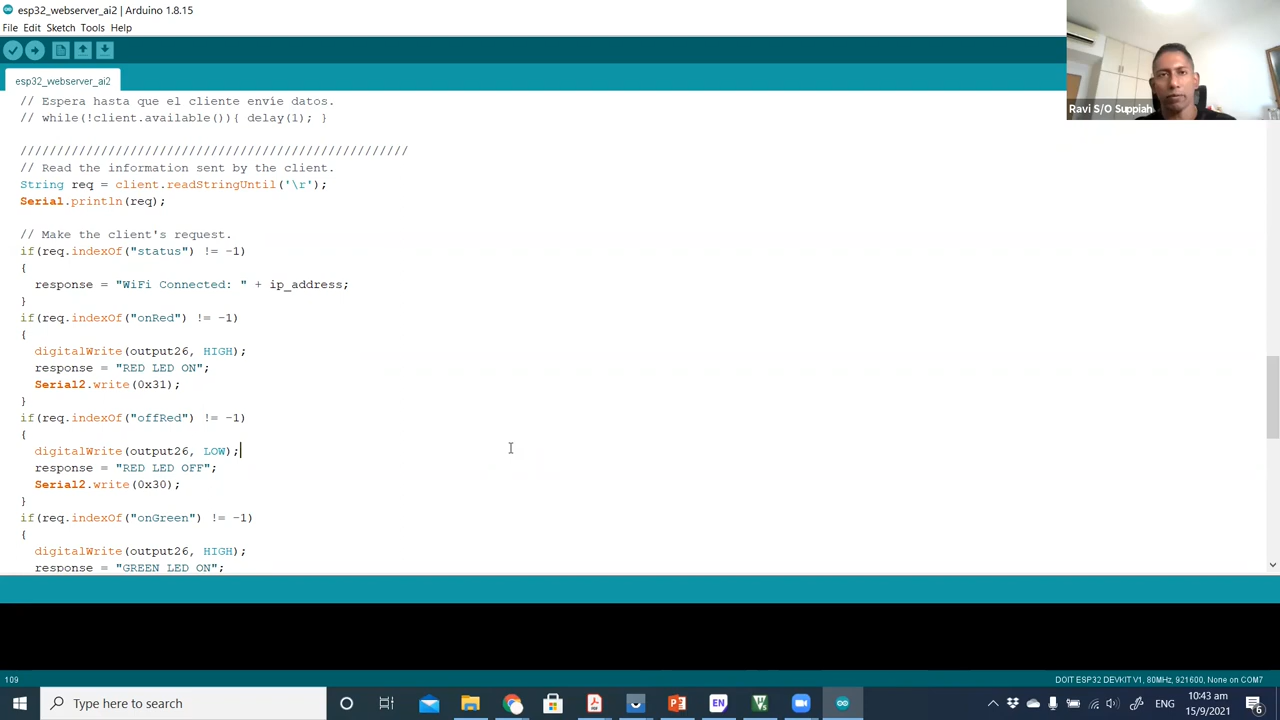 esp32_webserver_ai2 | Arduino 1.8.15
File Edit Sketch Tools Help
esp32_webserver_ai2
Ravi S/O Suppiah
// Espera hasta que el cliente envíe datos.
// while(!client.available()){ delay(1); }
/////////////////////////////////////////////////////
// Read the information sent by the client.
String req = client.readStringUntil('\r');
Serial.println(req);
// Make the client's request.
if(req.indexOf("status") != -1)
{
response = "WiFi Connected: " + ip_address;
}
if(req.indexOf("onRed") != -1)
{
digitalWrite(output26, HIGH);
response = "RED LED ON";
Serial2.write(0x31);
}
if(req.indexOf("offRed") != -1)
{
digitalWrite(output26, LOW);
response = "RED LED OFF";
Serial2.write(0x30);
}
if(req.indexOf("onGreen") != -1)
{
digitalWrite(output26, HIGH);
response = "GREEN LED ON";
109
DOIT ESP32 DEVKIT V1, 80MHz, 921600, None on COM7
Type here to search
EN
ENG
10:43 am
15/9/2021
6